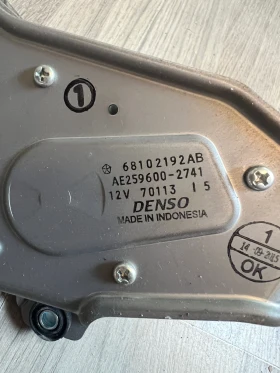 1
68102192AB
AE259600-2741
12V 70113 I 5
DENSO
MADE IN INDONESIA
1
OK